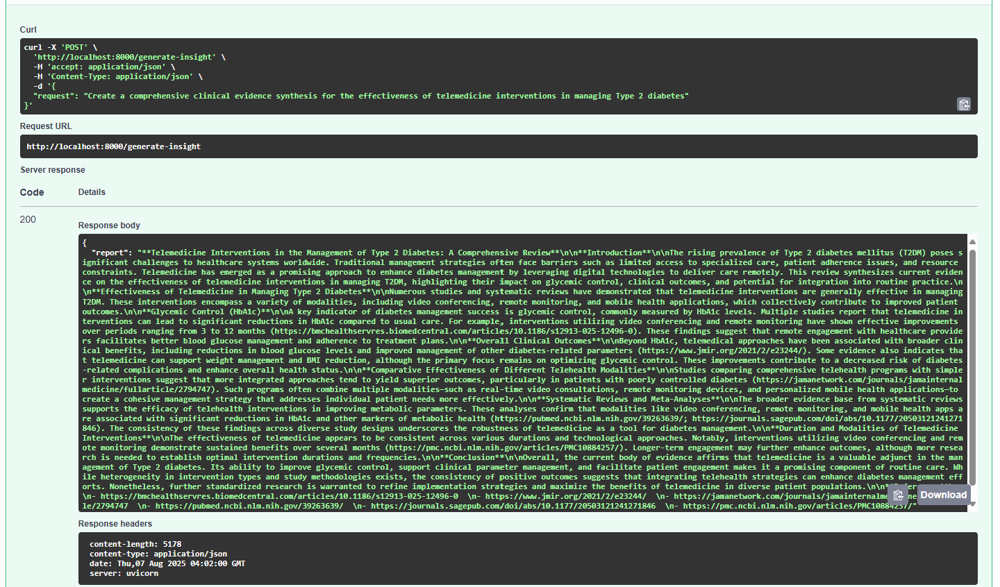 Curl
curl -X 'POST' \
'http://localhost:8000/generate-insight' \
-H 'accept: application/json' \
-H 'Content-Type: application/json' \
-d '{
"request": "Create a comprehensive clinical evidence synthesis for the effectiveness of telemedicine interventions in managing Type 2 diabetes"
}'
Request URL
http://localhost:8000/generate-insight
Server response
Code Details
200
Response body
{
"report": "**Telemedicine Interventions in the Management of Type 2 Diabetes: A Comprehensive Review**\n\n**Introduction**\n\nThe rising prevalence of Type 2 diabetes mellitus (T2DM) poses s
ignificant challenges to healthcare systems worldwide. Traditional management strategies often face barriers such as limited access to specialized care, patient adherence issues, and resource
constraints. Telemedicine has emerged as a promising approach to enhance diabetes management by leveraging digital technologies to deliver care remotely. This review synthesizes current eviden
ce on the effectiveness of telemedicine interventions in managing T2DM, highlighting their impact on glycemic control, clinical outcomes, and potential for integration into routine practice.\n
\n**Effectiveness of Telemedicine in Managing Type 2 Diabetes**\n\nNumerous studies and systematic reviews have demonstrated that telemedicine interventions are generally effective in managing
T2DM. These interventions encompass a variety of modalities, including video conferencing, remote monitoring, and mobile health applications, which collectively contribute to improved patient
outcomes.\n\n**Glycemic Control (HbA1c)**\n\nA key indicator of diabetes management success is glycemic control, commonly measured by HbA1c levels. Multiple studies report that telemedicine in
terventions can lead to significant reductions in HbA1c compared to usual care. For example, interventions utilizing video conferencing and remote monitoring have shown effective improvements
over periods ranging from 3 to 12 months (https://bmchealthservres.biomedcentral.com/articles/10.1186/s12913-025-12496-0). These findings suggest that remote engagement with healthcare provide
rs facilitates better blood glucose management and adherence to treatment plans.\n\n**Overall Clinical Outcomes**\n\nBeyond HbA1c, telemedical approaches have been associated with broader clin
ical benefits, including reductions in blood glucose levels and improved management of other diabetes-related parameters (https://www.jmir.org/2021/2/e23244/). Some evidence also indicates tha
t telemedicine can support weight management and BMI reduction, although the primary focus remains on optimizing glycemic control. These improvements contribute to a decreased risk of diabetes
-related complications and enhance overall health status.\n\n**Comparative Effectiveness of Different Telehealth Modalities**\n\nStudies comparing comprehensive telehealth programs with simple
r interventions suggest that more integrated approaches tend to yield superior outcomes, particularly in patients with poorly controlled diabetes (https://jamanetwork.com/journals/jamainternal
medicine/fullarticle/2794747). Such programs often combine multiple modalities—such as real-time video consultations, remote monitoring devices, and personalized mobile health applications—to
create a cohesive management strategy that addresses individual patient needs more effectively.\n\n**Systematic Reviews and Meta-Analyses**\n\nThe broader evidence base from systematic reviews
supports the efficacy of telehealth interventions in improving metabolic parameters. These analyses confirm that modalities like video conferencing, remote monitoring, and mobile health apps a
re associated with significant reductions in HbA1c and other markers of metabolic health (https://pubmed.ncbi.nlm.nih.gov/39263639/; https://journals.sagepub.com/doi/abs/10.1177/20503121241271
846). The consistency of these findings across diverse study designs underscores the robustness of telemedicine as a tool for diabetes management.\n\n**Duration and Modalities of Telemedicine
Interventions**\n\nThe effectiveness of telemedicine appears to be consistent across various durations and technological approaches. Notably, interventions utilizing video conferencing and rem
ote monitoring demonstrate sustained benefits over several months (https://pmc.ncbi.nlm.nih.gov/articles/PMC10884257/). Longer-term engagement may further enhance outcomes, although more resea
rch is needed to establish optimal intervention durations and frequencies.\n\n**Conclusion**\n\nOverall, the current body of evidence affirms that telemedicine is a valuable adjunct in the man
agement of Type 2 diabetes. Its ability to improve glycemic control, support clinical parameter management, and facilitate patient engagement makes it a promising component of routine care. Wh
ile heterogeneity in intervention types and study methodologies exists, the consistency of positive outcomes suggests that integrating telehealth strategies can enhance diabetes management eff
orts. Nonetheless, further standardized research is warranted to refine implementation strategies and maximize the benefits of telemedicine in diverse patient populations.\n\n
\n- https://bmchealthservres.biomedcentral.com/articles/10.1186/s12913-025-12496-0 \n- https://www.jmir.org/2021/2/e23244/ \n- https://jamanetwork.com/journals/jamainternalme
le/2794747 \n- https://pubmed.ncbi.nlm.nih.gov/39263639/ \n- https://journals.sagepub.com/doi/abs/10.1177/20503121241271846 \n- https://pmc.ncbi.nlm.nih.gov/articles/PMC10884257/"
Download
Response headers
content-length: 5178
content-type: application/json
date: Thu,07 Aug 2025 04:02:00 GMT
server: uvicorn